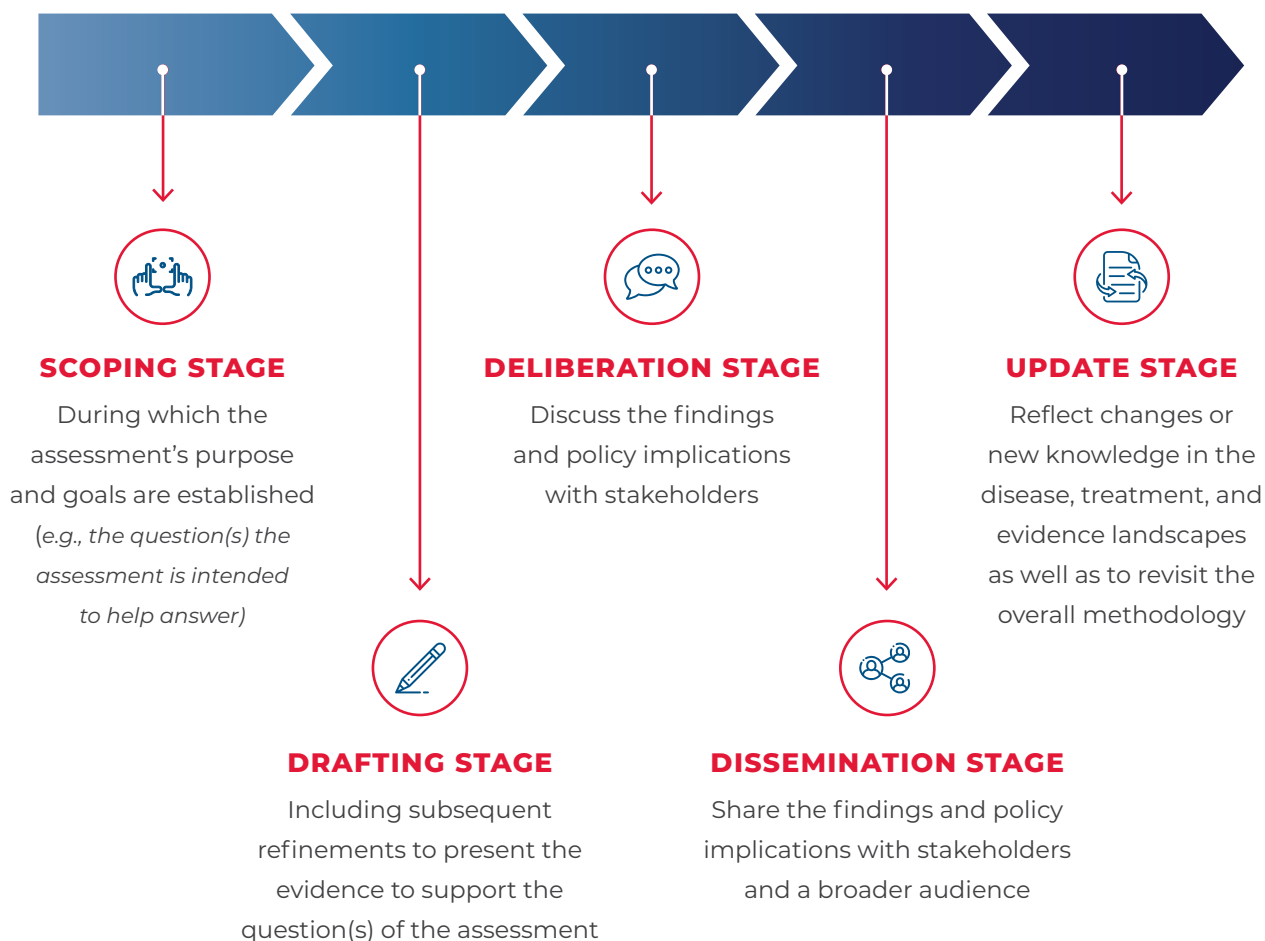 SCOPING STAGE
During which the
assessment’s purpose
and goals are established
(e.g., the question(s) the
assessment is intended
to help answer)
DRAFTING STAGE
Including subsequent
refinements to present the
evidence to support the
question(s) of the assessment
DELIBERATION STAGE
Discuss the findings
and policy implications
with stakeholders
DISSEMINATION STAGE
Share the findings and policy
implications with stakeholders
and a broader audience
UPDATE STAGE
Reflect changes or
new knowledge in the
disease, treatment, and
evidence landscapes
as well as to revisit the
overall methodology